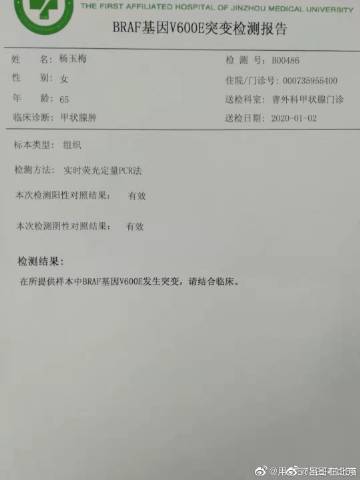 THE FIRST AFFILIATED HOSPITAL OF JINZHOU MEDICAL UNIVERSITY
BRAF基因V600E突变检测报告
姓 名: 杨玉梅 检 测 号: B00486
性 别: 女 住院/门诊号: 000735955400
年 龄: 65 送检科室: 普外科甲状腺门诊
临床诊断: 甲状腺肿 送检日期: 2020-01-02
标本类型: 组织
检测方法: 实时荧光定量PCR法
本次检测阳性对照结果: 有效
本次检测阴性对照结果: 有效
检测结果:
在所提供样本中BRAF基因V600E发生突变,请结合临床。